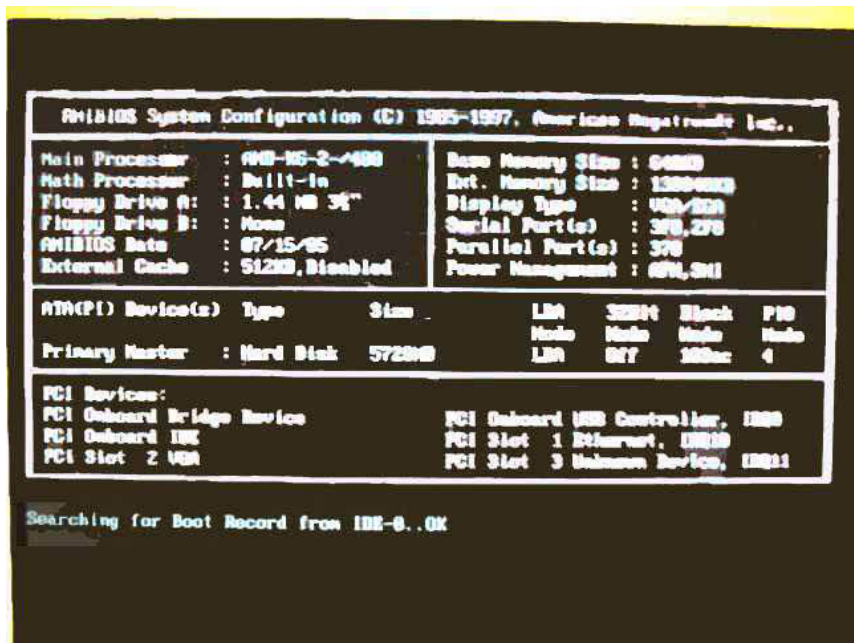 AMIBIOS System Configuration (C) 1985-1997, American Megatrends Inc.,
Main Processor : AMD-K6-2-/400
Math Processor : Built-In
Floppy Drive A: : 1.44 MB 3½"
Floppy Drive B: : None
AMIBIOS Date : 07/15/95
External Cache : 512KB,Disabled
Base Memory Size : 640KB
Ext. Memory Size :
Display Type : VGA/EGA
Serial Port(s) : 3F8,2F8
Parallel Port(s) : 378
Power Management : APM,SMI
ATA(PI) Device(s) Type Size LBA 32Bit Block PIO
Mode Mode Mode Mode
Primary Master : Hard Disk LBA Off 4
PCI Devices:
PCI Onboard Bridge Device
PCI Onboard IDE
PCI Slot 2 VGA
PCI Onboard USB Controller,
PCI Slot 1 Ethernet, IRQ10
PCI Slot 3 Unknown Device, IRQ11
Searching for Boot Record from IDE-0..OK